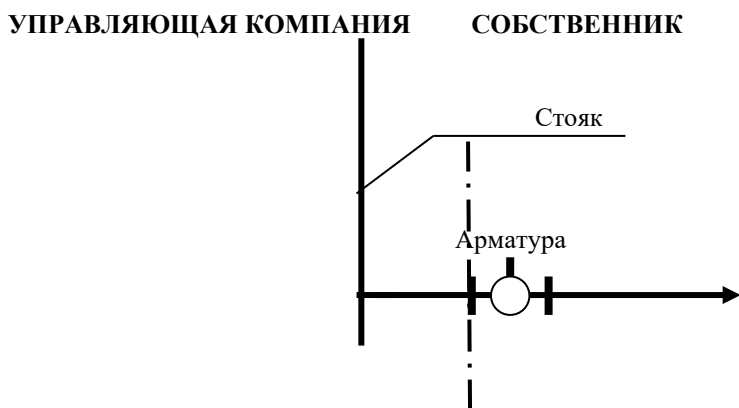 УПРАВЛЯЮЩАЯ КОМПАНИЯ СОБСТВЕННИК
Стояк
Арматура